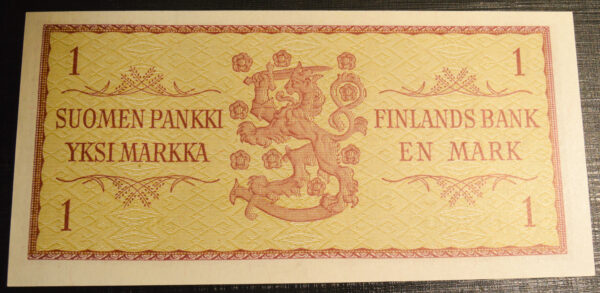 1
1
SUOMEN PANKKI
YKSI MARKKA
FINLANDS BANK
EN MARK
1
1